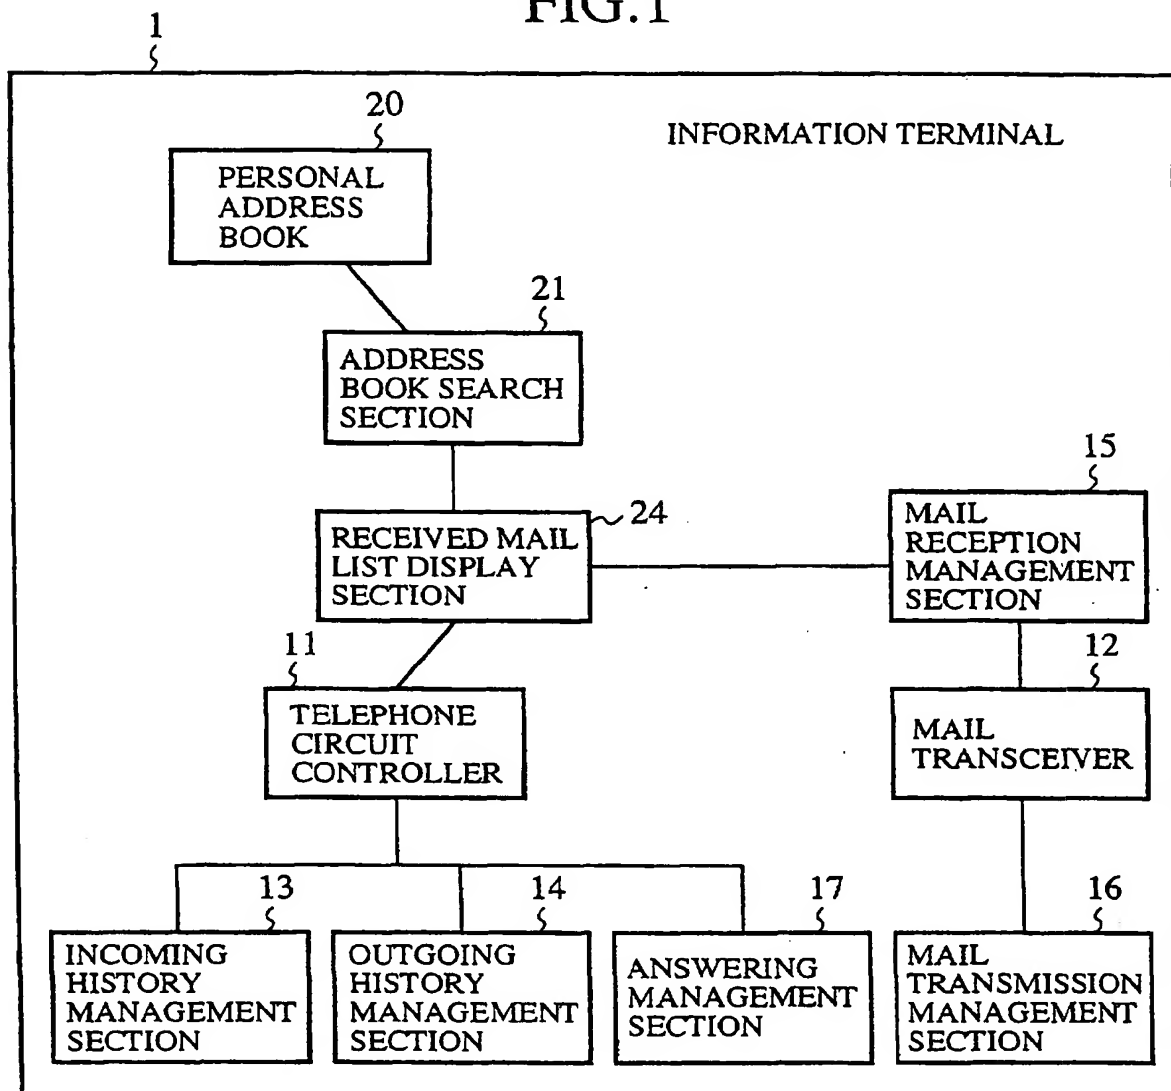 FIG.1
1
INFORMATION TERMINAL
20
PERSONAL
ADDRESS
BOOK
21
ADDRESS
BOOK SEARCH
SECTION
24
RECEIVED MAIL
LIST DISPLAY
SECTION
15
MAIL
RECEPTION
MANAGEMENT
SECTION
11
TELEPHONE
CIRCUIT
CONTROLLER
12
MAIL
TRANSCEIVER
13
INCOMING
HISTORY
MANAGEMENT
SECTION
14
OUTGOING
HISTORY
MANAGEMENT
SECTION
17
ANSWERING
MANAGEMENT
SECTION
16
MAIL
TRANSMISSION
MANAGEMENT
SECTION